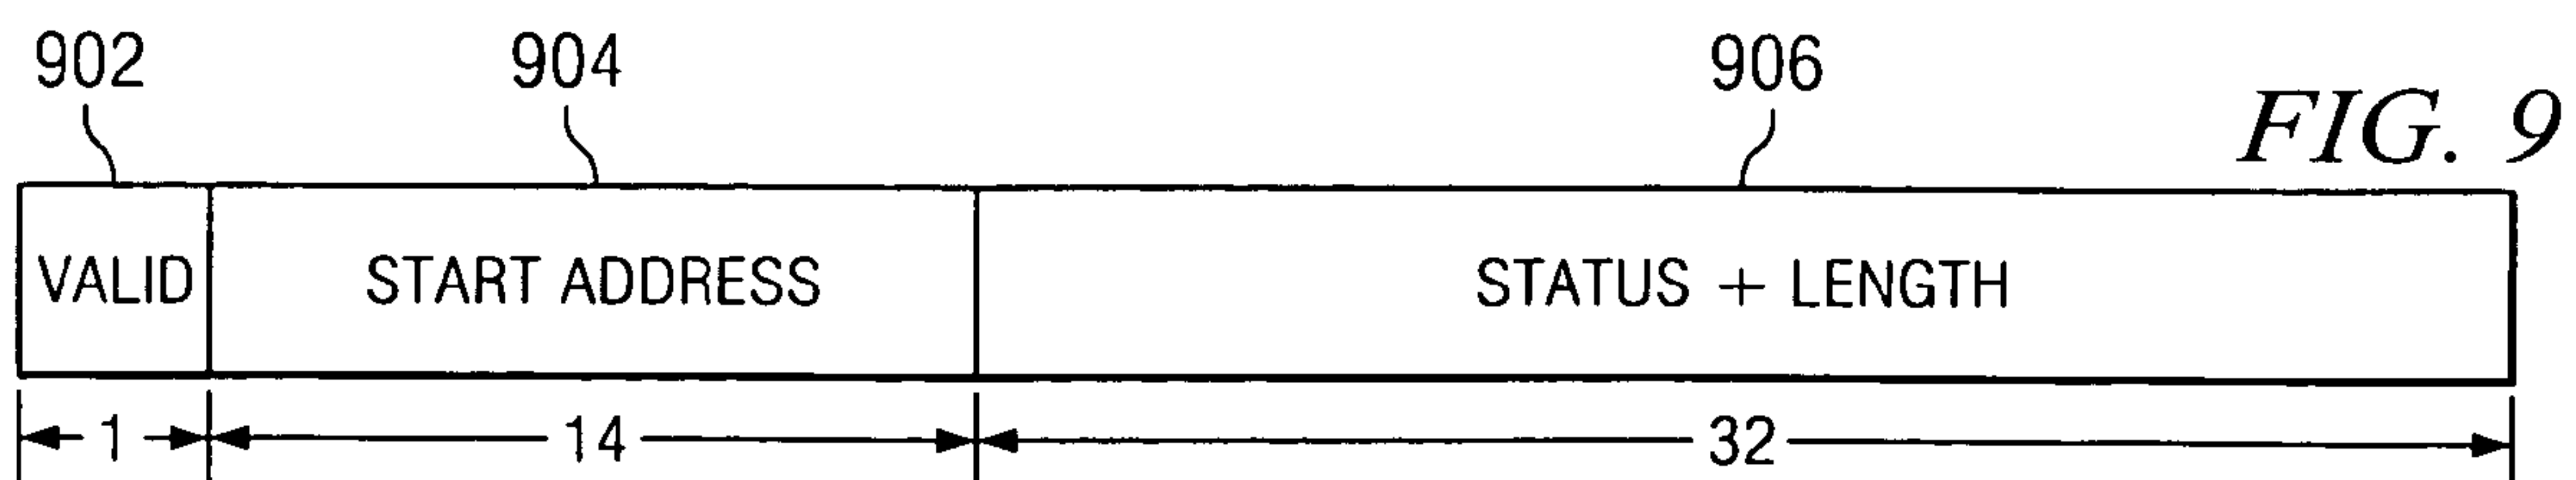 902 904 906
FIG. 9
VALID START ADDRESS STATUS + LENGTH
1 14 32